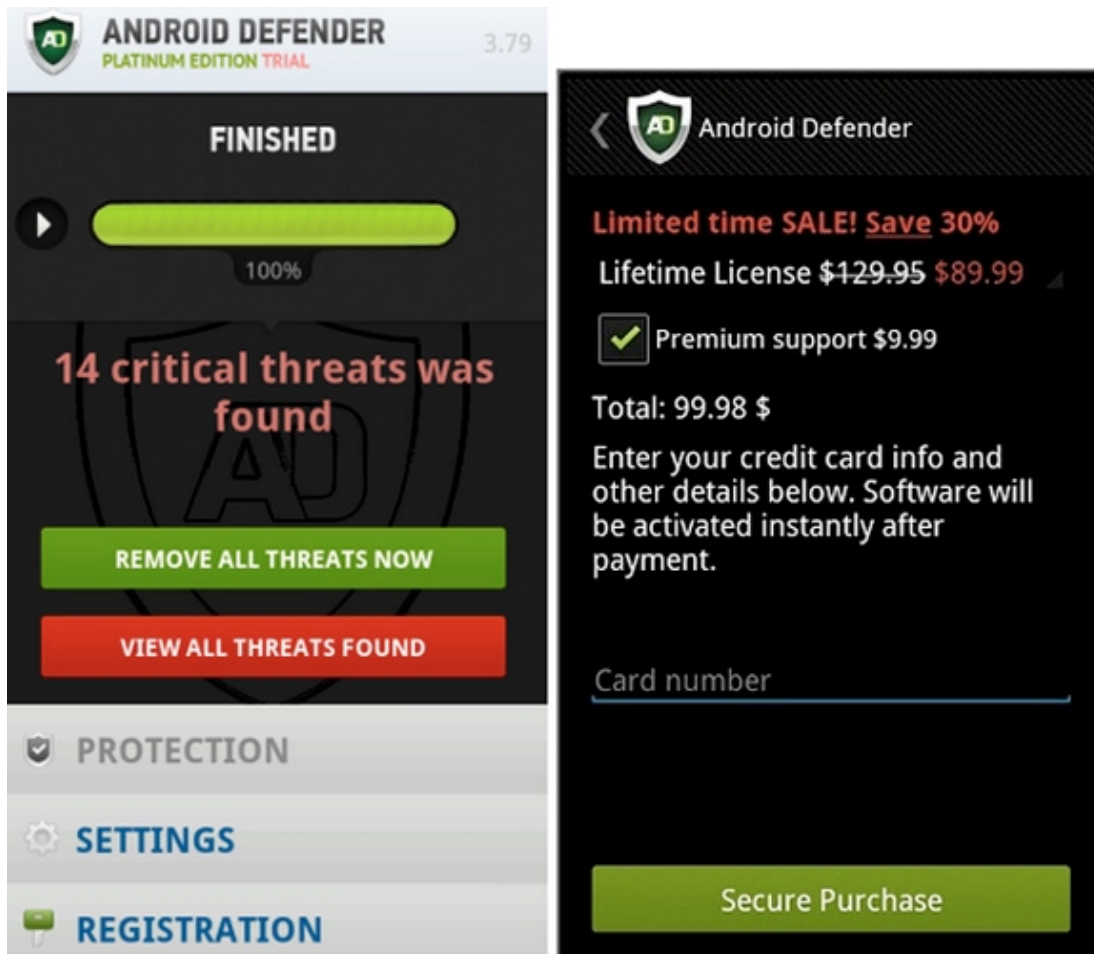 AD
ANDROID DEFENDER
PLATINUM EDITION TRIAL
3.79
FINISHED
100%
14 critical threats was
found
AD
REMOVE ALL THREATS NOW
VIEW ALL THREATS FOUND
PROTECTION
SETTINGS
REGISTRATION
AD
Android Defender
Limited time SALE! Save 30%
Lifetime License $129.95 $89.99
Premium support $9.99
Total: 99.98 $
Enter your credit card info and
other details below. Software will
be activated instantly after
payment.
Card number
Secure Purchase